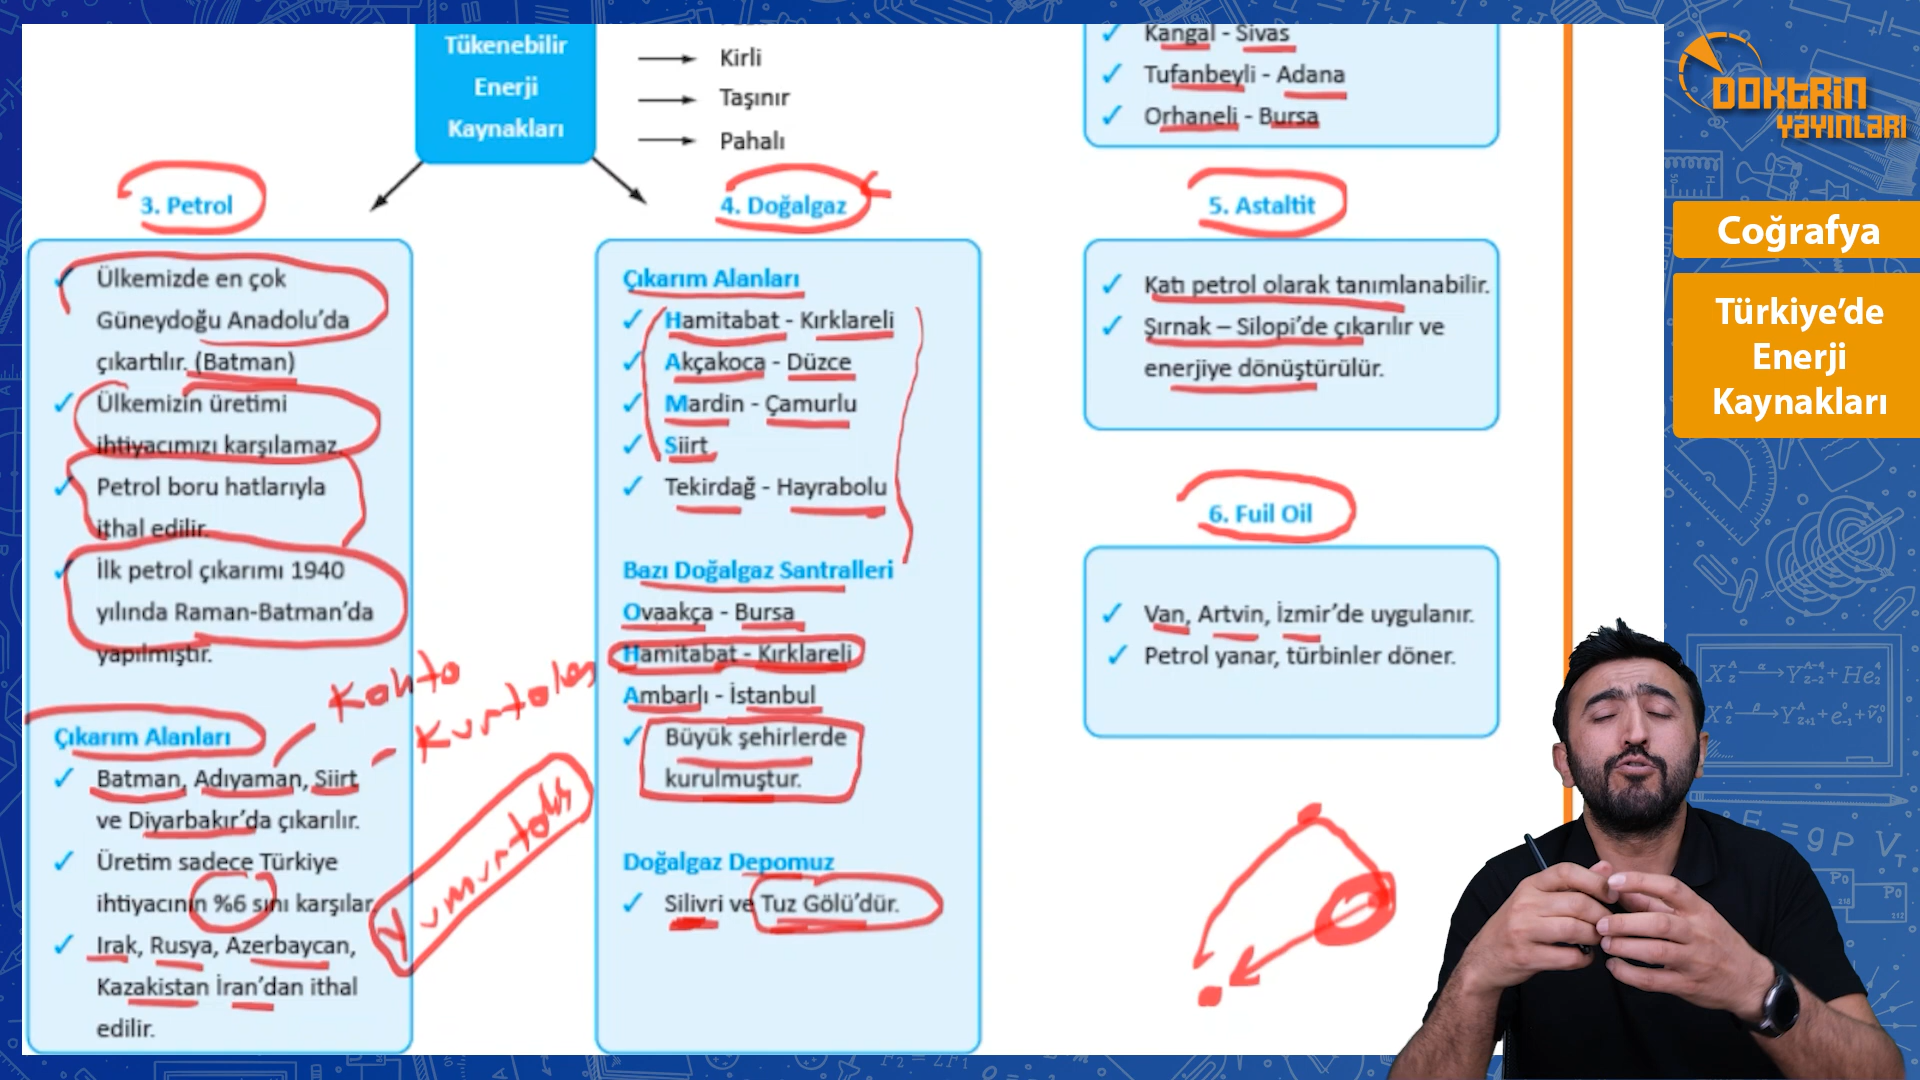 Tükenebilir
Enerji
Kaynakları
Kirli
Taşınır
Pahalı
Kangal - Sivas
Tufanbeyli - Adana
Orhaneli - Bursa
3. Petrol
Ülkemizde en çok
Güneydoğu Anadolu'da
çıkartılır. (Batman)
Ülkemizin üretimi
ihtiyacımızı karşılamaz.
Petrol boru hatlarıyla
ithal edilir.
İlk petrol çıkarımı 1940
yılında Raman-Batman'da
yapılmıştır.
Kahta
Kurtalan
Çıkarım Alanları
Batman, Adıyaman, Siirt
ve Diyarbakır'da çıkarılır.
Üretim sadece Türkiye
ihtiyacının %6 sını karşılar.
Irak, Rusya, Azerbaycan,
Kazakistan İran'dan ithal
edilir.
Yumurtalık
4. Doğalgaz
Çıkarım Alanları
Hamitabat - Kırklareli
Akçakoca - Düzce
Mardin - Çamurlu
Siirt
Tekirdağ - Hayrabolu
Bazı Doğalgaz Santralleri
Ovaakça - Bursa
Hamitabat - Kırklareli
Ambarlı - İstanbul
Büyük şehirlerde
kurulmuştur.
Doğalgaz Depomuz
Silivri ve Tuz Gölü'dür.
5. Astaltit
Katı petrol olarak tanımlanabilir.
Şırnak – Silopi'de çıkarılır ve
enerjiye dönüştürülür.
6. Fuil Oil
Van, Artvin, İzmir'de uygulanır.
Petrol yanar, türbinler döner.
DOKTRİN
YAYINLARI
Coğrafya
Türkiye'de
Enerji
Kaynakları